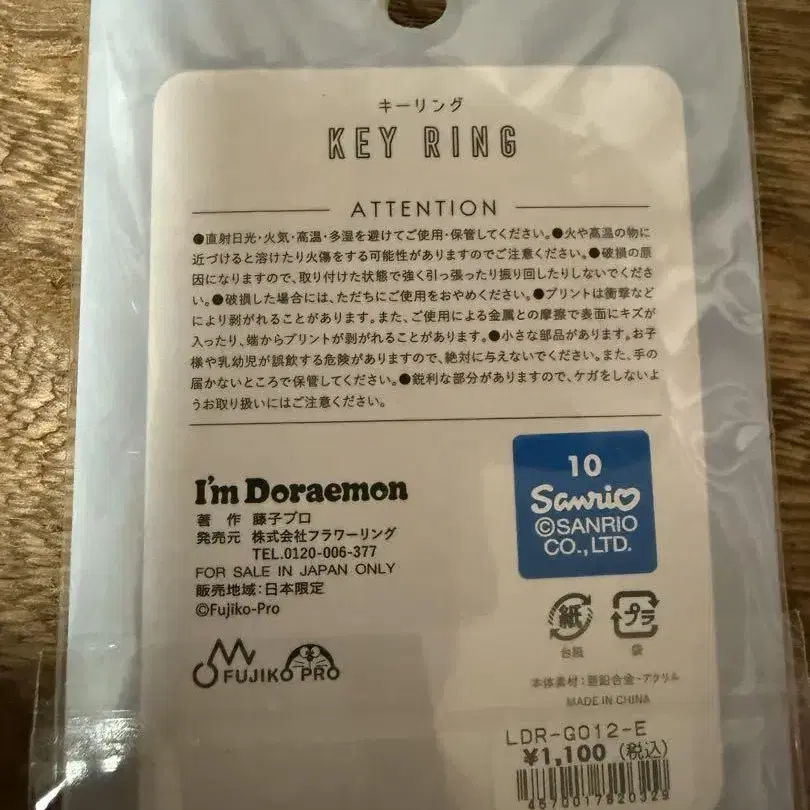 キーリング
KEY RING
ATTENTION
●直射日光・火気・高温・多湿を避けてご使用・保管してください。●火や高温の物に
近づけると溶けたり火傷をする可能性がありますのでご注意ください。●破損の原
因になりますので、取り付けた状態で強く引っ張ったり振り回したりしないでくださ
い。●破損した場合には、ただちにご使用をおやめください。●プリントは衝撃など
により剥がれることがあります。また、ご使用による金属との摩擦で表面にキズが
入ったり、端からプリントが剥がれることがあります。●小さな部品があります。お子
様や乳幼児が誤飲する危険がありますので、絶対に与えないでください。また、手の
届かないところで保管してください。●鋭利な部分がありますので、ケガをしないよ
うお取り扱いにはご注意ください。
I'm Doraemon
著 作 藤子プロ
発売元 株式会社フラワーリング
TEL.0120-006-377
FOR SALE IN JAPAN ONLY
販売地域:日本限定
©Fujiko-Pro
FUJIKO PRO
10
Sanrio
©SANRIO
CO., LTD.
紙
台紙
プラ
袋
本体素材:亜鉛合金・アクリル
MADE IN CHINA
LDR-G012-E
¥1,100(税込)
4570017820329